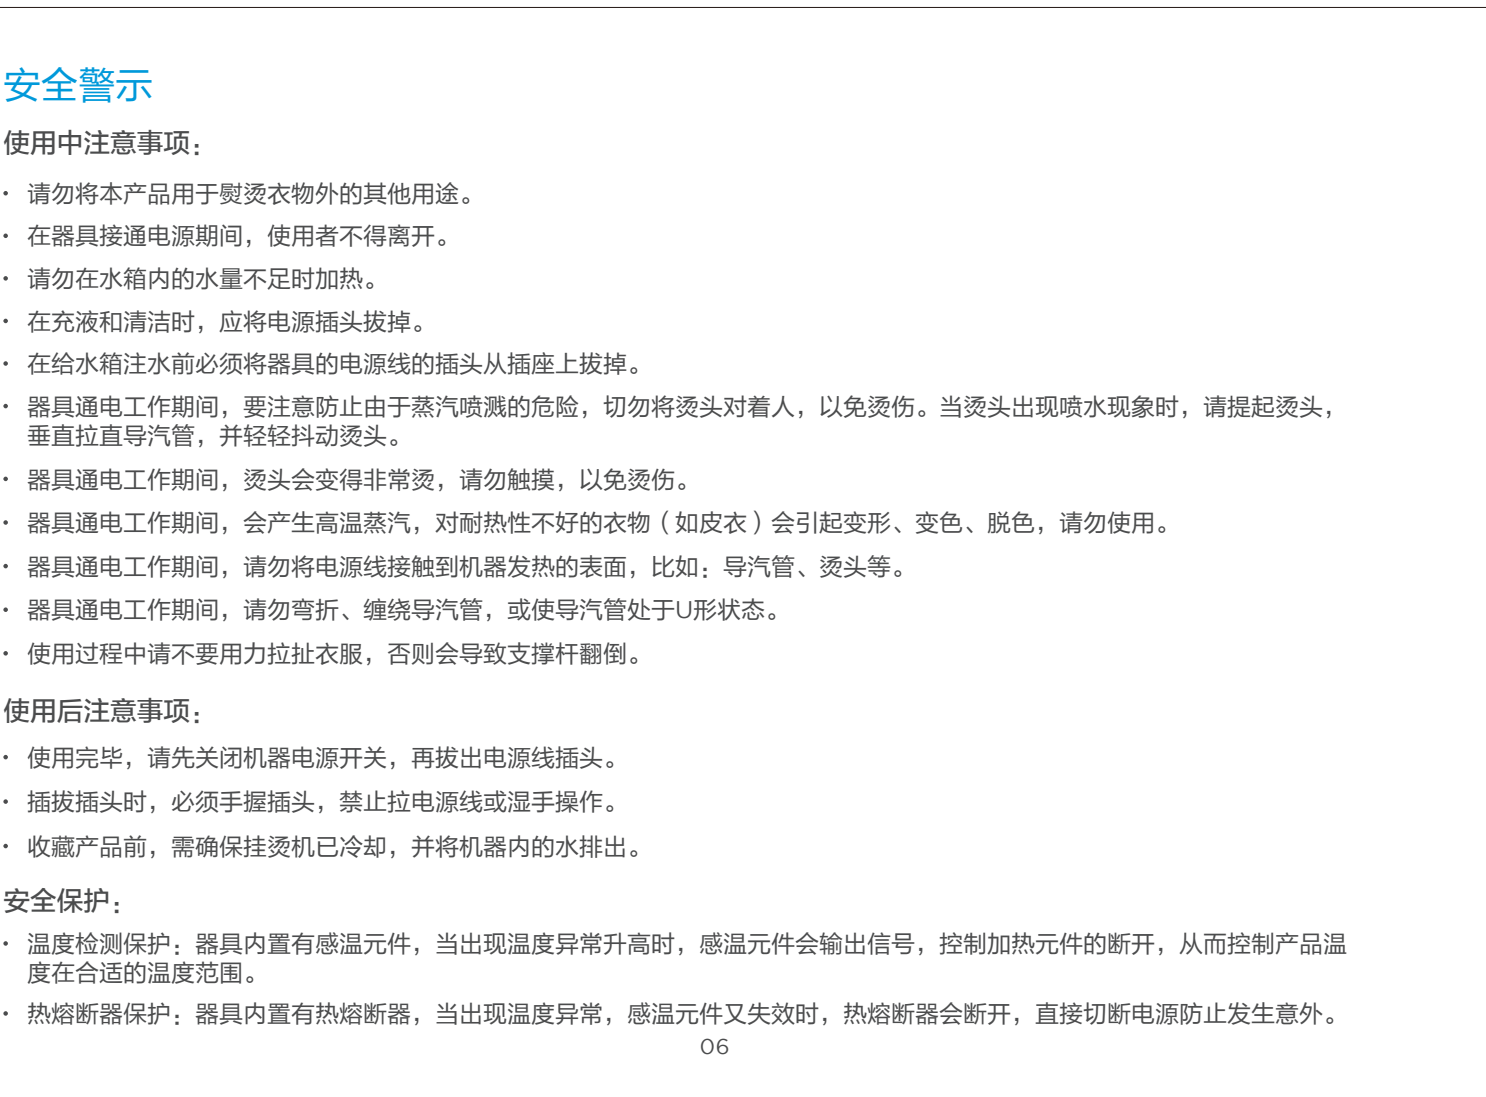 安全警示
使用中注意事项：
· 请勿将本产品用于熨烫衣物外的其他用途。
· 在器具接通电源期间，使用者不得离开。
· 请勿在水箱内的水量不足时加热。
· 在充液和清洁时，应将电源插头拔掉。
· 在给水箱注水前必须将器具的电源线的插头从插座上拔掉。
· 器具通电工作期间，要注意防止由于蒸汽喷溅的危险，切勿将烫头对着人，以免烫伤。当烫头出现喷水现象时，请提起烫头，
垂直拉直导汽管，并轻轻抖动烫头。
· 器具通电工作期间，烫头会变得非常烫，请勿触摸，以免烫伤。
· 器具通电工作期间，会产生高温蒸汽，对耐热性不好的衣物（如皮衣）会引起变形、变色、脱色，请勿使用。
· 器具通电工作期间，请勿将电源线接触到机器发热的表面，比如：导汽管、烫头等。
· 器具通电工作期间，请勿弯折、缠绕导汽管，或使导汽管处于U形状态。
· 使用过程中请不要用力拉扯衣服，否则会导致支撑杆翻倒。
使用后注意事项：
· 使用完毕，请先关闭机器电源开关，再拔出电源线插头。
· 插拔插头时，必须手握插头，禁止拉电源线或湿手操作。
· 收藏产品前，需确保挂烫机已冷却，并将机器内的水排出。
安全保护：
· 温度检测保护：器具内置有感温元件，当出现温度异常升高时，感温元件会输出信号，控制加热元件的断开，从而控制产品温
度在合适的温度范围。
· 热熔断器保护：器具内置有热熔断器，当出现温度异常，感温元件又失效时，热熔断器会断开，直接切断电源防止发生意外。
06